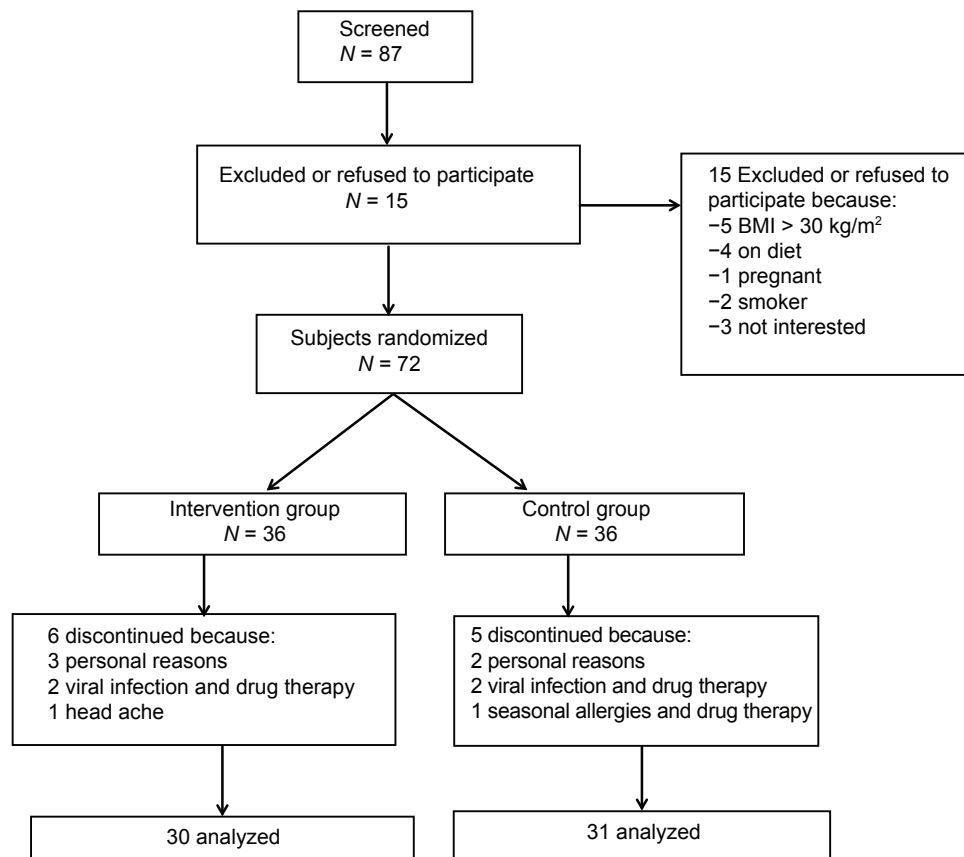 Screened
N = 87
Excluded or refused to participate
N = 15
15 Excluded or refused to
participate because:
−5 BMI > 30 kg/m²
−4 on diet
−1 pregnant
−2 smoker
−3 not interested
Subjects randomized
N = 72
Intervention group
N = 36
Control group
N = 36
6 discontinued because:
3 personal reasons
2 viral infection and drug therapy
1 head ache
5 discontinued because:
2 personal reasons
2 viral infection and drug therapy
1 seasonal allergies and drug therapy
30 analyzed
31 analyzed